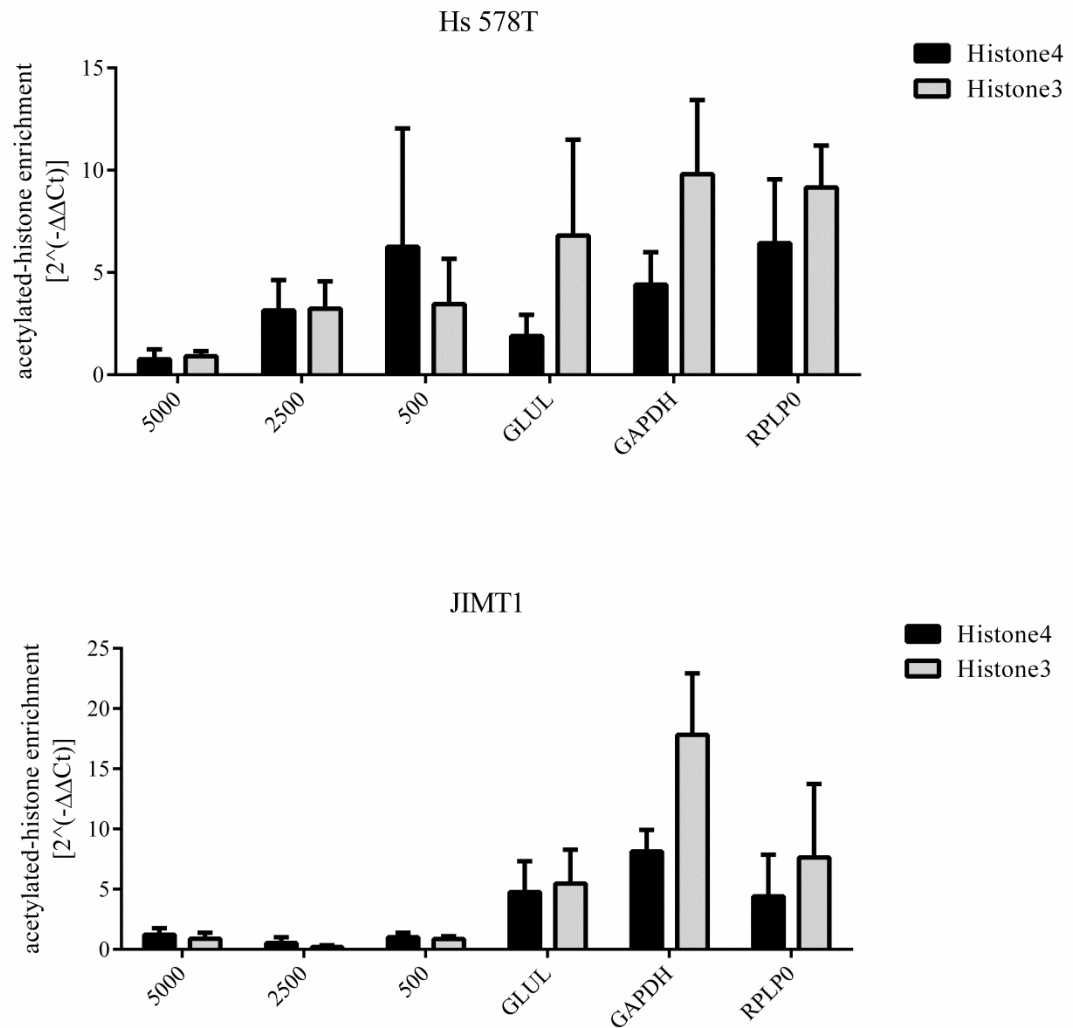 Hs 578T
Histone4
Histone3
acetylated-histone enrichment
[2^(-ΔΔCt)]
15
10
5
0
5000
2500
500
GLUL
GAPDH
RPLP0
JIMT1
Histone4
Histone3
acetylated-histone enrichment
[2^(-ΔΔCt)]
25
20
15
10
5
0
5000
2500
500
GLUL
GAPDH
RPLP0